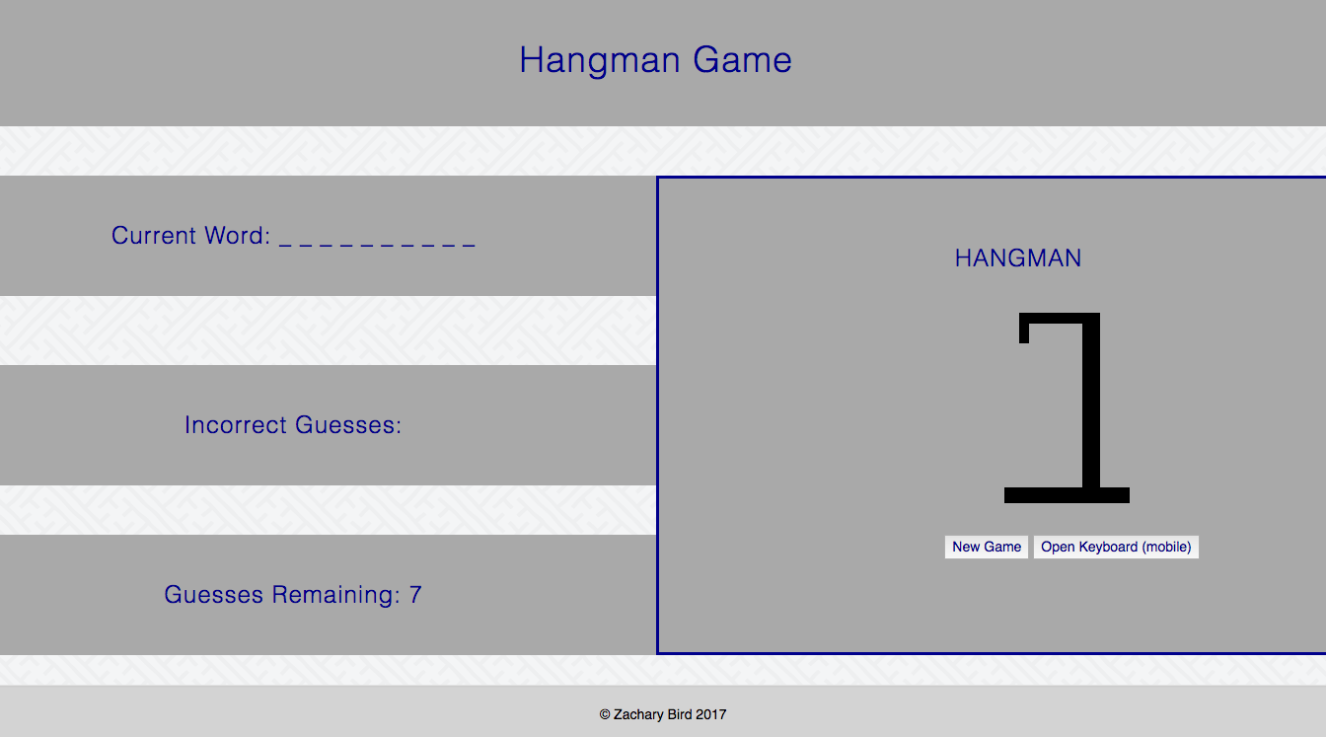 Hangman Game
Current Word: _ _ _ _ _ _ _ _ _ _
Incorrect Guesses:
Guesses Remaining: 7
HANGMAN
New Game
Open Keyboard (mobile)
© Zachary Bird 2017